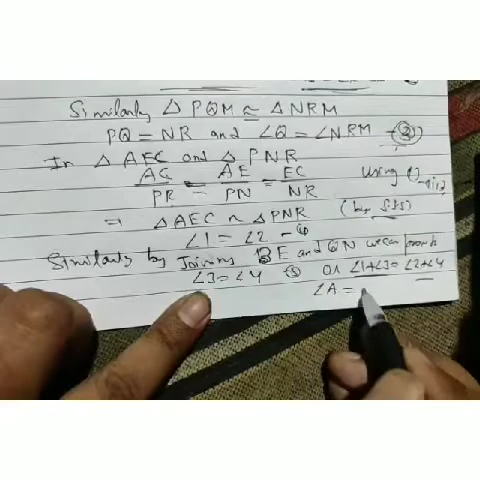 Similarly △ PQM ≅ △ NRM
PQ = NR and ∠Q = ∠NRM -③
In △ AEC and △ PNR
AC/PR = AE/PN = EC/NR using ①
⇒ △AEC ~ △PNR (by SSS)
∠1 = ∠2 -④
Similarly by Joining BE and QN we can prove
∠3 = ∠4 ⑤ or ∠1+∠3 = ∠2+∠4
∠A =